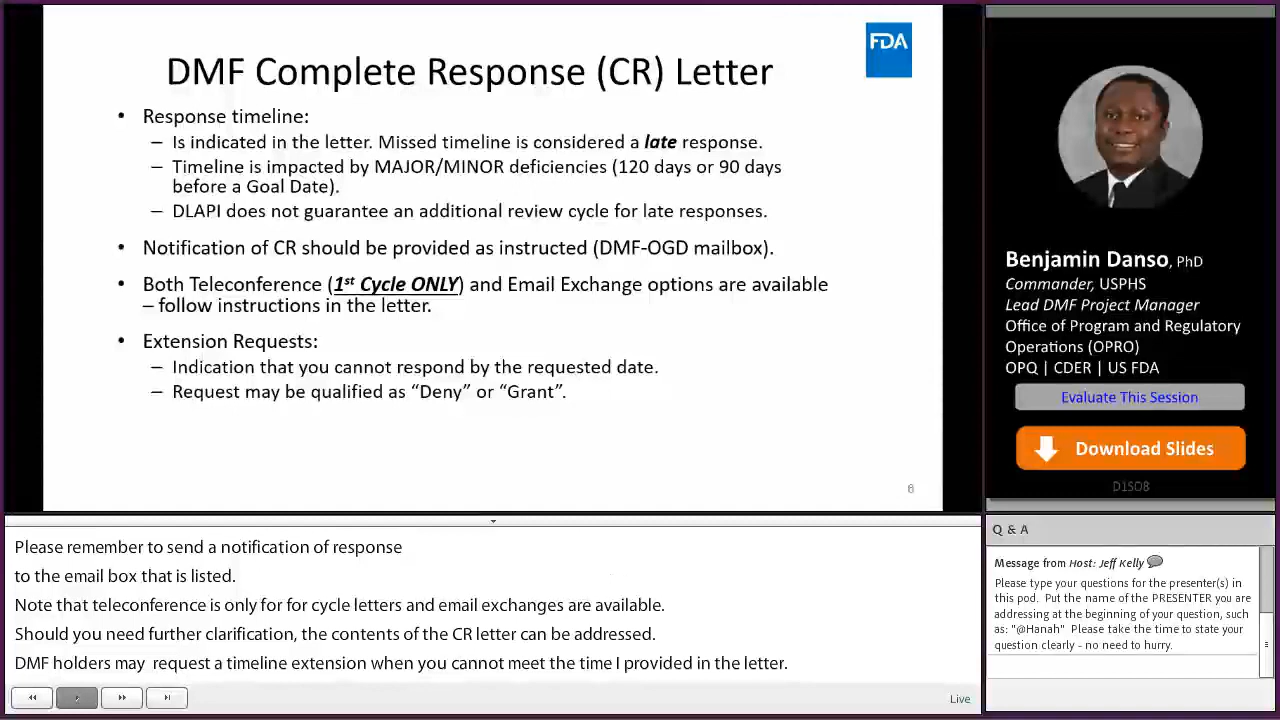 FDA
DMF Complete Response (CR) Letter
• Response timeline:
– Is indicated in the letter. Missed timeline is considered a late response.
– Timeline is impacted by MAJOR/MINOR deficiencies (120 days or 90 days
before a Goal Date).
– DLAPI does not guarantee an additional review cycle for late responses.
• Notification of CR should be provided as instructed (DMF-OGD mailbox).
• Both Teleconference (1st Cycle ONLY) and Email Exchange options are available
– follow instructions in the letter.
• Extension Requests:
– Indication that you cannot respond by the requested date.
– Request may be qualified as “Deny” or “Grant”.
6
Benjamin Danso, PhD
Commander, USPHS
Lead DMF Project Manager
Office of Program and Regulatory
Operations (OPRO)
OPQ | CDER | US FDA
Evaluate This Session
Download Slides
D1S08
Please remember to send a notification of response
to the email box that is listed.
Note that teleconference is only for for cycle letters and email exchanges are available.
Should you need further clarification, the contents of the CR letter can be addressed.
DMF holders may request a timeline extension when you cannot meet the time I provided in the letter.
Live
Q & A
Message from Host: Jeff Kelly
Please type your questions for the presenter(s) in
this pod. Put the name of the PRESENTER you are
addressing at the beginning of your question, such
as: "@Hanah" Please take the time to state your
question clearly - no need to hurry.